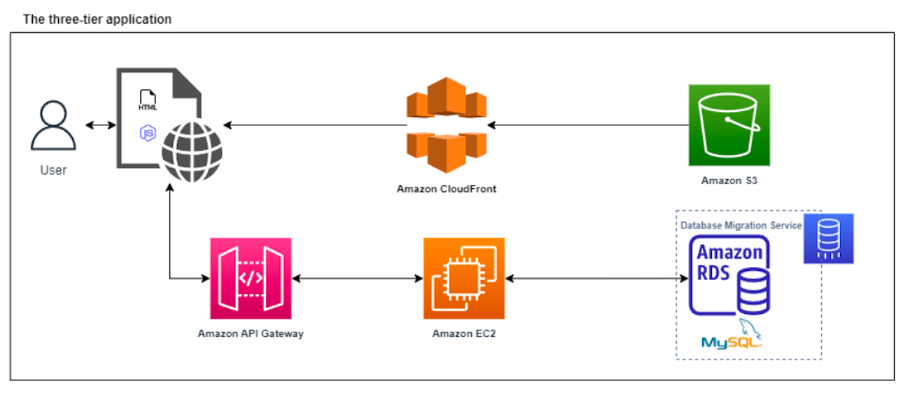 The three-tier application
HTML
JS
User
Amazon CloudFront
Amazon S3
Amazon API Gateway
</>
Amazon EC2
Database Migration Service
Amazon
RDS
MySQL